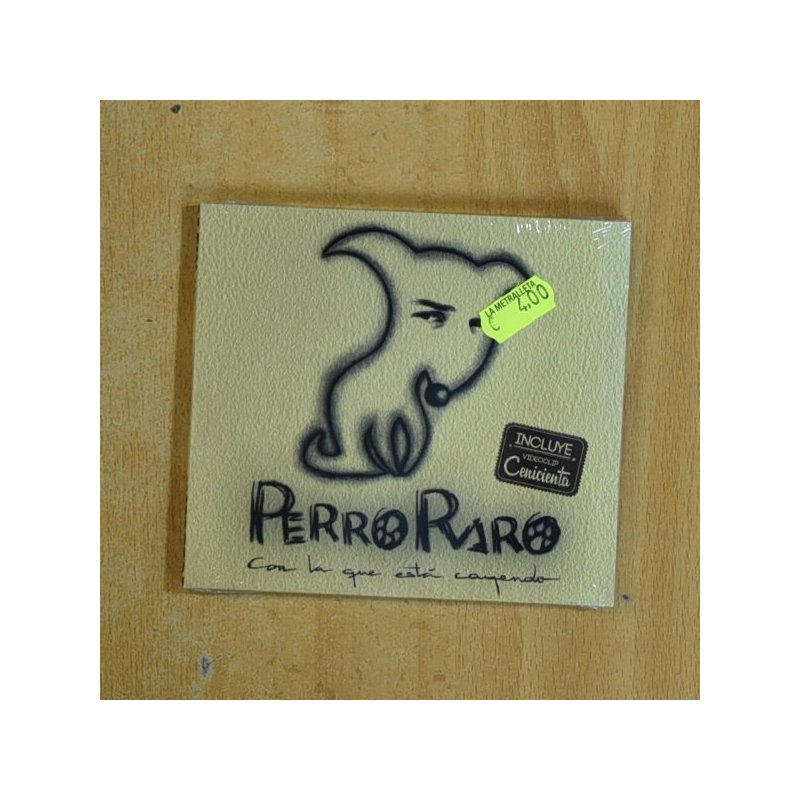 LA METRALLETA
€ 4,00
INCLUYE
VIDEOCLIP
Cenicienta
PERRO RARO
con la que está cayendo